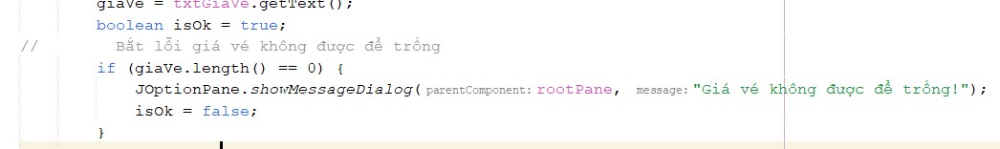 giaVe = txtGiaVe.getText();
boolean isOk = true;
// Bắt lỗi giá vé không được để trống
if (giaVe.length() == 0) {
JOptionPane.showMessageDialog(parentComponent: rootPane, message: "Giá vé không được để trống!");
isOk = false;
}